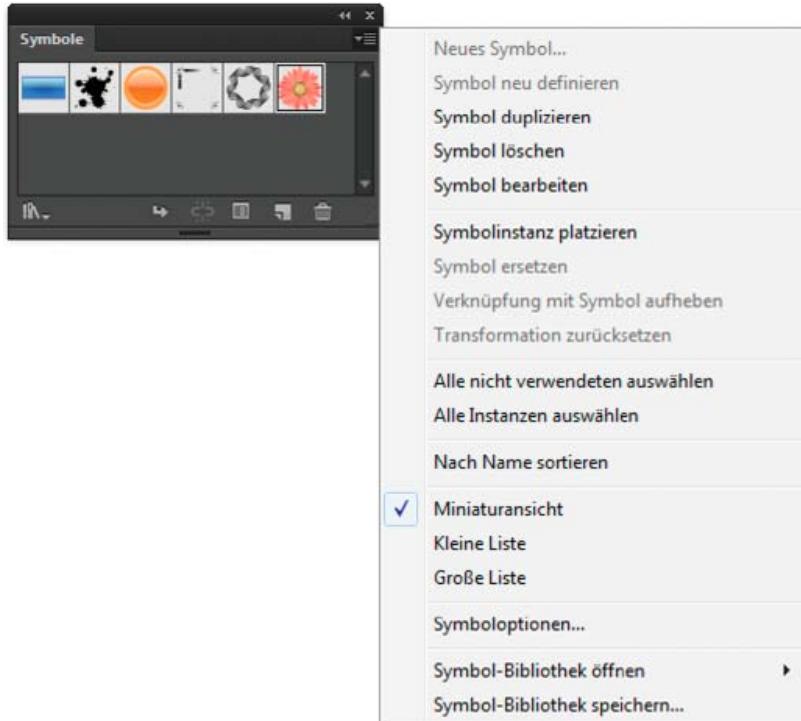 Symbole
Neues Symbol...
Symbol neu definieren
Symbol duplizieren
Symbol löschen
Symbol bearbeiten
Symbolinstanz platzieren
Symbol ersetzen
Verknüpfung mit Symbol aufheben
Transformation zurücksetzen
Alle nicht verwendeten auswählen
Alle Instanzen auswählen
Nach Name sortieren
Miniaturansicht
Kleine Liste
Große Liste
Symboloptionen...
Symbol-Bibliothek öffnen
Symbol-Bibliothek speichern...